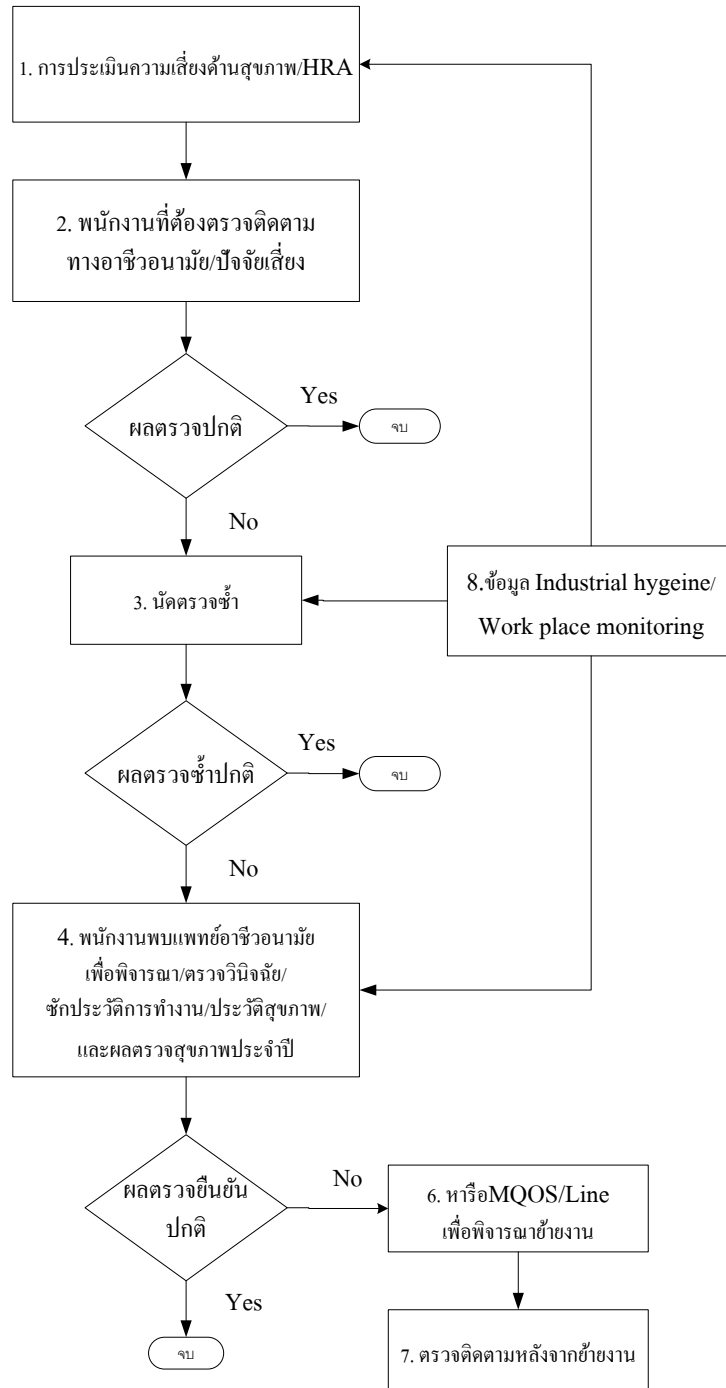 1. การประเมินความเสี่ยงด้านสุขภาพ/HRA
2. พนักงานที่ต้องตรวจติดตาม
ทางอาชีวอนามัย/ปัจจัยเสี่ยง
Yes
ผลตรวจปกติ
จบ
No
3. นัดตรวจซ้ำ
8.ข้อมูล Industrial hygeine/
Work place monitoring
Yes
ผลตรวจซ้ำปกติ
จบ
No
4. พนักงานพบแพทย์อาชีวอนามัย
เพื่อพิจารณา/ตรวจวินิจฉัย/
ซักประวัติการทำงาน/ประวัติสุขภาพ/
และผลตรวจสุขภาพประจำปี
ผลตรวจยืนยัน
ปกติ
No
6. หารือMQOS/Line
เพื่อพิจารณาย้ายงาน
Yes
จบ
7. ตรวจติดตามหลังจากย้ายงาน